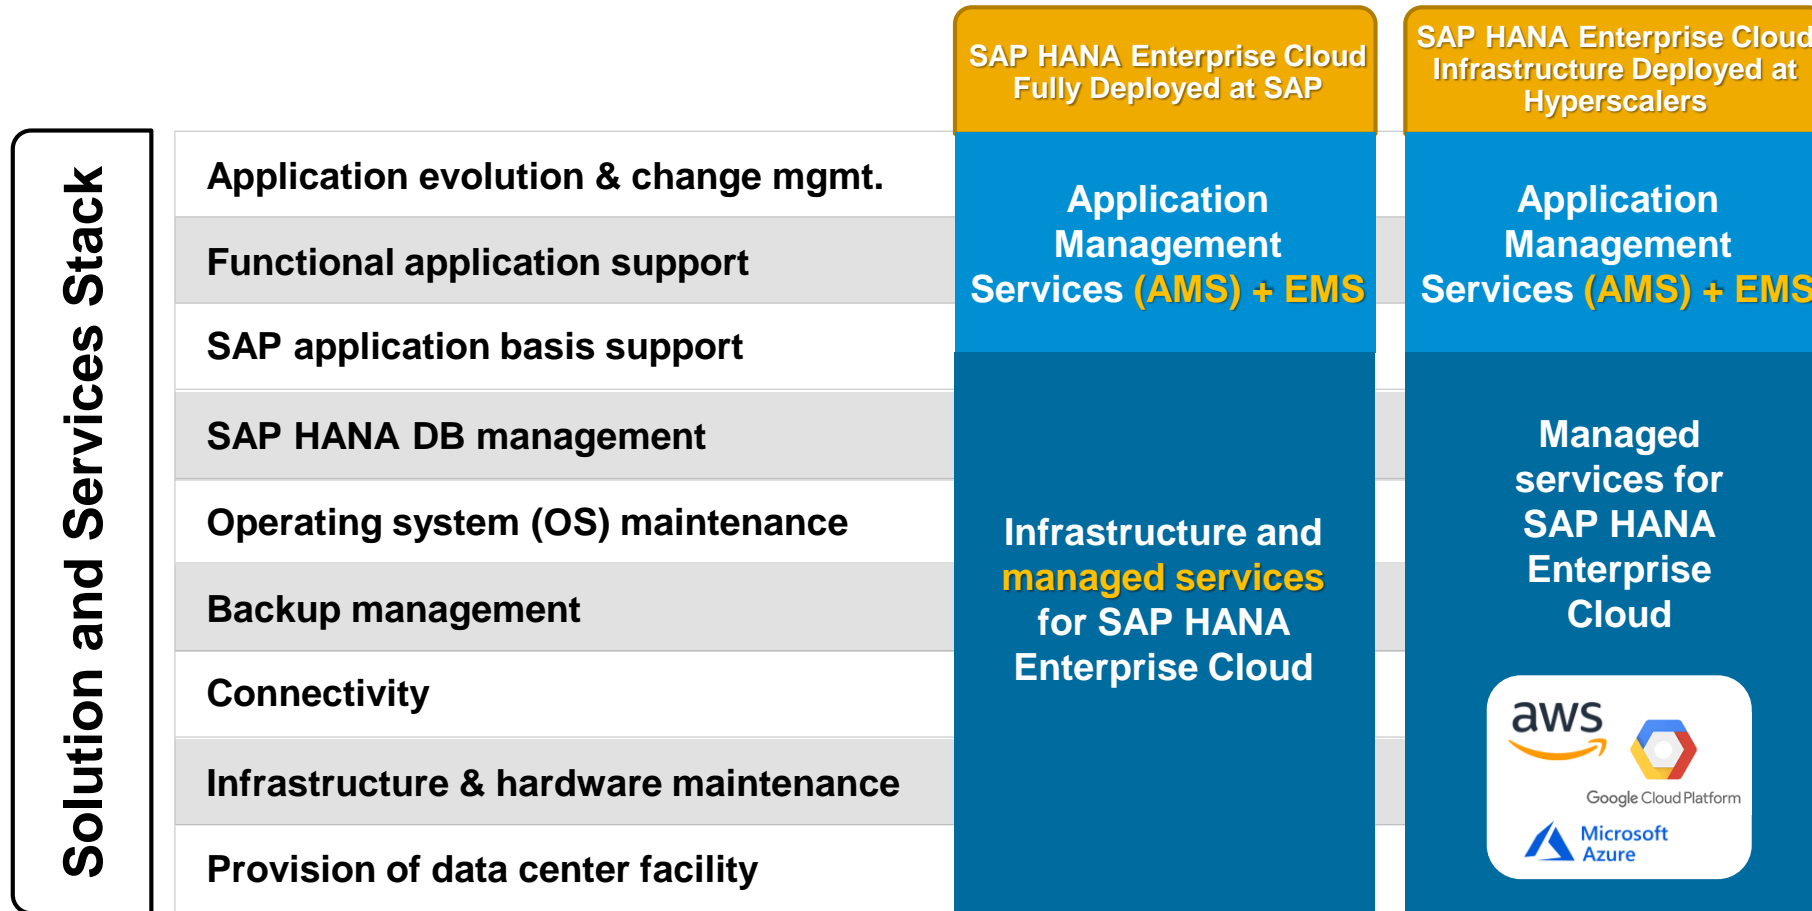 SAP HANA Enterprise Cloud
Fully Deployed at SAP
SAP HANA Enterprise Cloud
Infrastructure Deployed at
Hyperscalers
Solution and Services Stack
Application evolution & change mgmt.
Functional application support
SAP application basis support
SAP HANA DB management
Operating system (OS) maintenance
Backup management
Connectivity
Infrastructure & hardware maintenance
Provision of data center facility
Application
Management
Services (AMS) + EMS
Infrastructure and
managed services
for SAP HANA
Enterprise Cloud
Application
Management
Services (AMS) + EMS
Managed
services for
SAP HANA
Enterprise
Cloud
aws
Google Cloud Platform
Microsoft
Azure